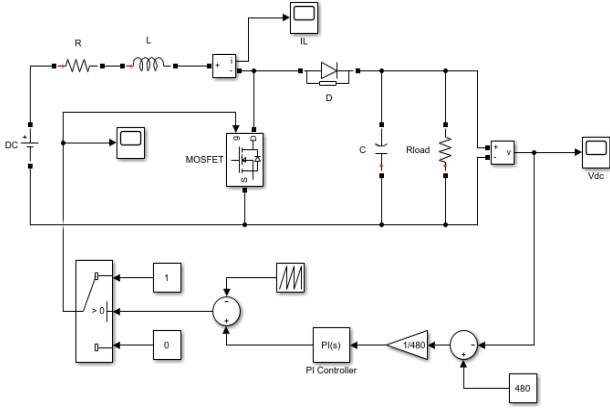 IL
R
L
+
i
-
D
DC
+
MOSFET
g
D
S
C
Rload
+
-
v
Vdc
1
> 0
0
-
+
PI(s)
PI Controller
1/480
-
+
480